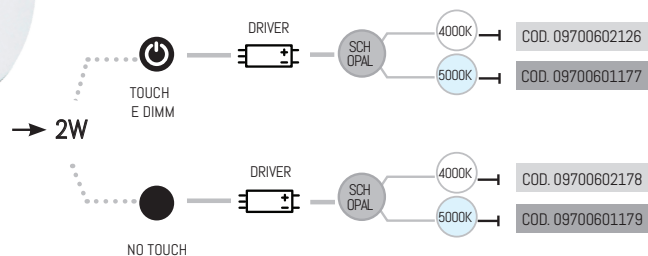 DRIVER
SCH
OPAL
4000K
COD. 09700602126
5000K
COD. 09700601177
TOUCH
E DIMM
2W
DRIVER
SCH
OPAL
4000K
COD. 09700602178
5000K
COD. 09700601179
NO TOUCH